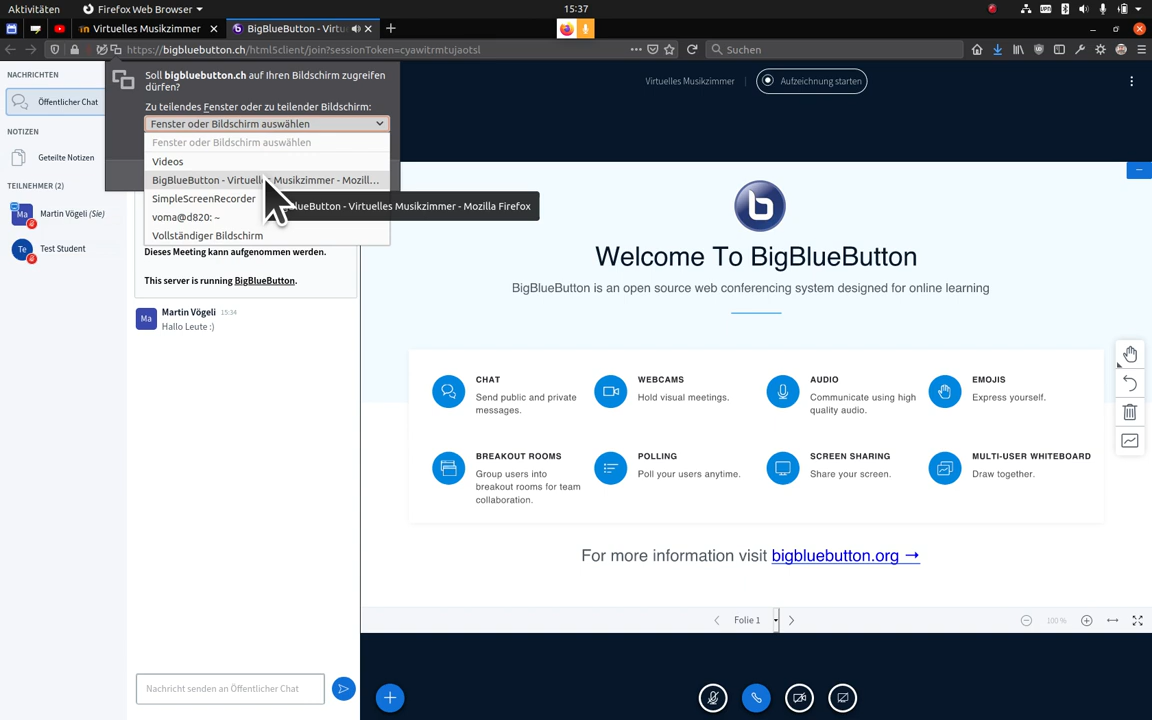 Aktivitäten
Firefox Web Browser
15:37
Virtuelles Musikzimmer
BigBlueButton - Virtu
https://bigbluebutton.ch/html5client/join?sessionToken=cyawitrmtujaotsl
Suchen
NACHRICHTEN
Öffentlicher Chat
NOTIZEN
Geteilte Notizen
TEILNEHMER (2)
Ma
Martin Vögeli (Sie)
Te
Test Student
Soll bigbluebutton.ch auf Ihren Bildschirm zugreifen
dürfen?
Zu teilendes Fenster oder zu teilender Bildschirm:
Fenster oder Bildschirm auswählen
Fenster oder Bildschirm auswählen
Videos
BigBlueButton - Virtuelles Musikzimmer - Mozill...
SimpleScreenRecorder
voma@d820: ~
Vollständiger Bildschirm
lueButton - Virtuelles Musikzimmer - Mozilla Firefox
Dieses Meeting kann aufgenommen werden.
This server is running BigBlueButton.
Ma
Martin Vögeli 15:34
Hallo Leute :)
Nachricht senden an Öffentlicher Chat
Virtuelles Musikzimmer
Aufzeichnung starten
b
Welcome To BigBlueButton
BigBlueButton is an open source web conferencing system designed for online learning
CHAT
Send public and private
messages.
WEBCAMS
Hold visual meetings.
AUDIO
Communicate using high
quality audio.
EMOJIS
Express yourself.
BREAKOUT ROOMS
Group users into
breakout rooms for team
collaboration.
POLLING
Poll your users anytime.
SCREEN SHARING
Share your screen.
MULTI-USER WHITEBOARD
Draw together.
For more information visit bigbluebutton.org →
Folie 1
100 %